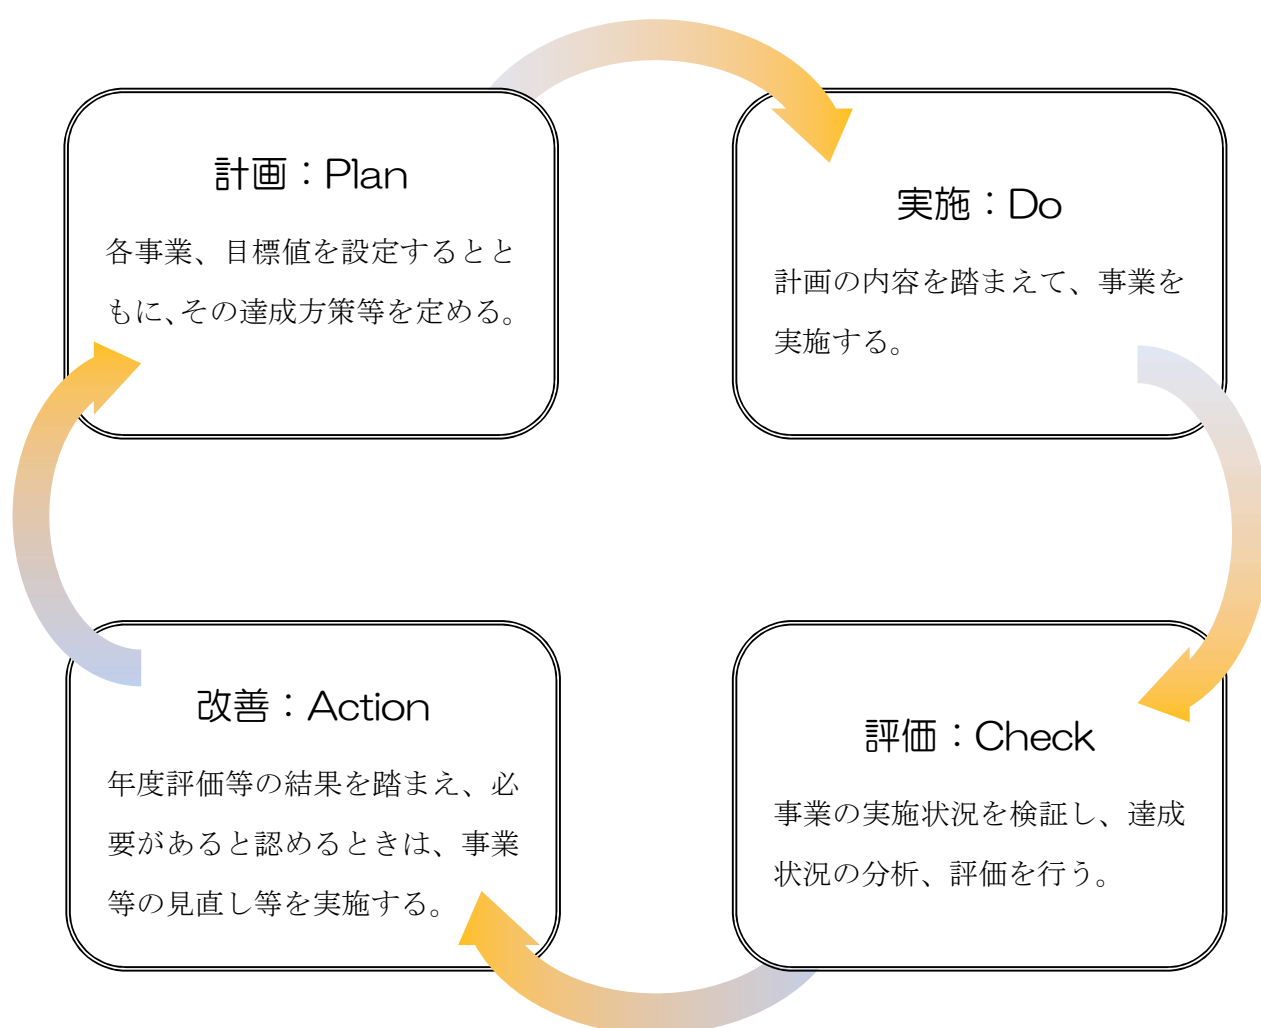 計画：Plan
各事業、目標値を設定するとと
もに、その達成方策等を定める。
実施：Do
計画の内容を踏まえて、事業を
実施する。
評価：Check
事業の実施状況を検証し、達成
状況の分析、評価を行う。
改善：Action
年度評価等の結果を踏まえ、必
要があると認めるときは、事業
等の見直し等を実施する。